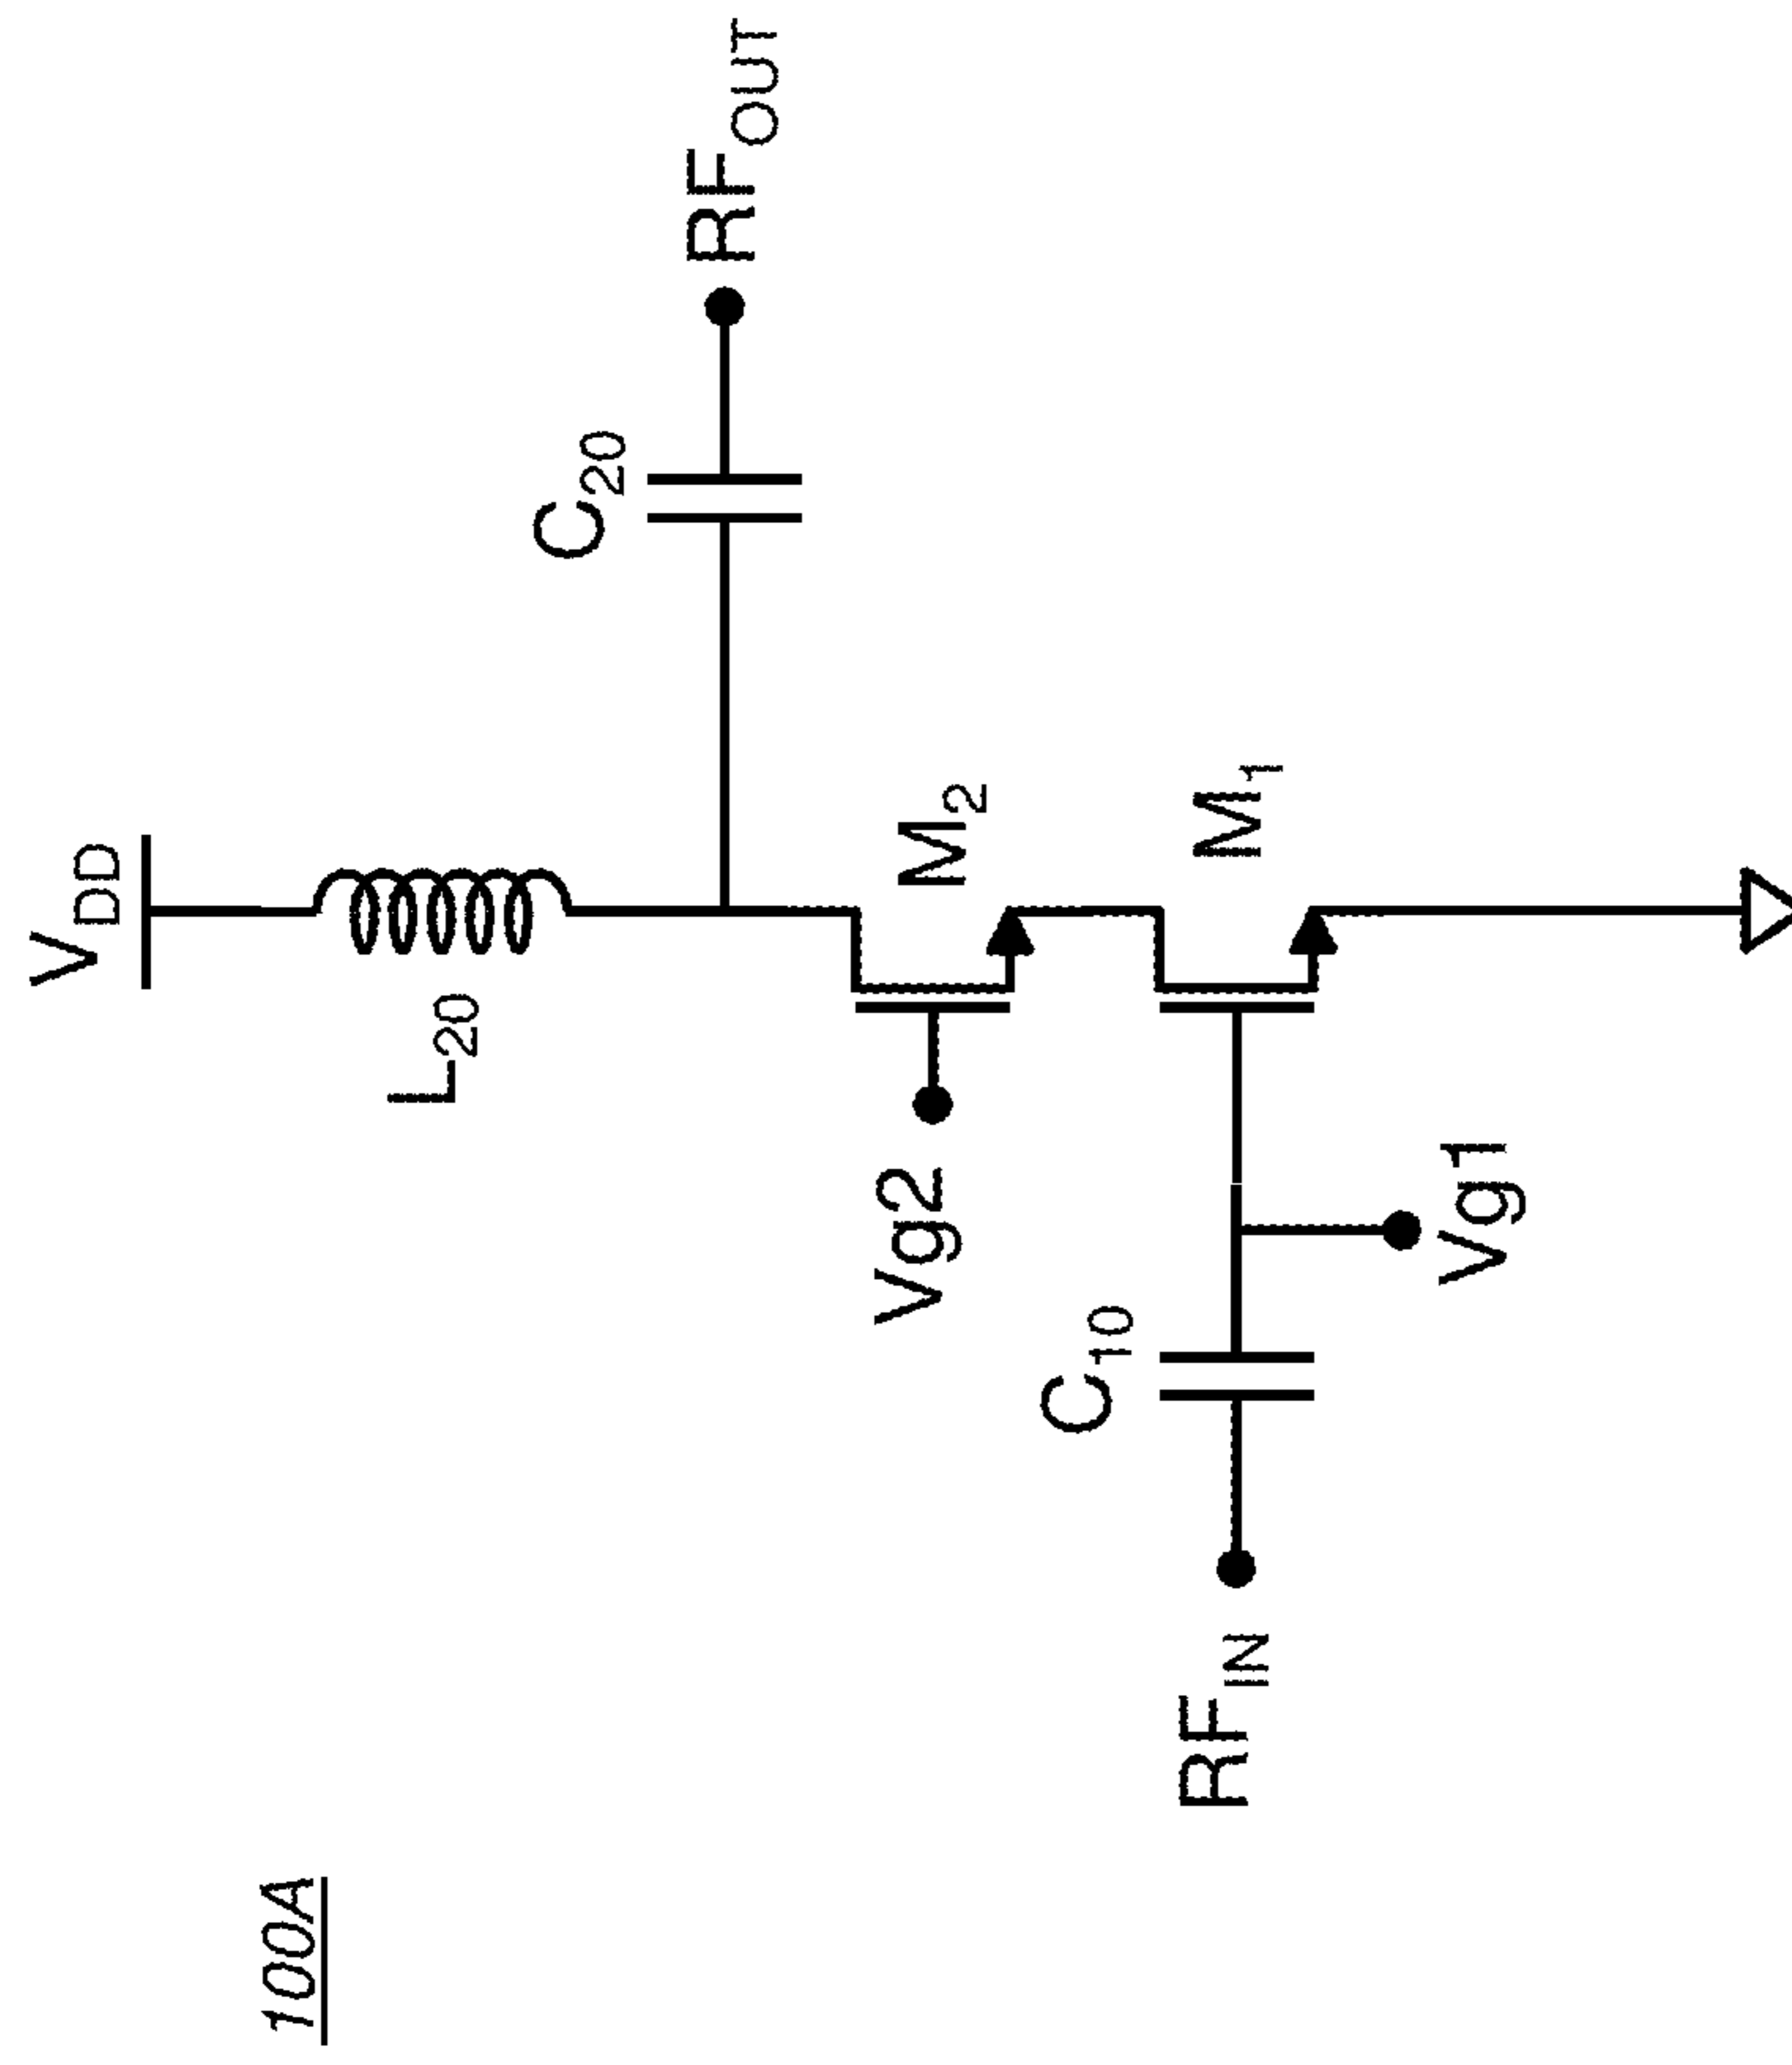 100A
V_DD
L_20
C_20
RF_OUT
M_2
Vg2
M_1
C_10
Vg1
RF_IN